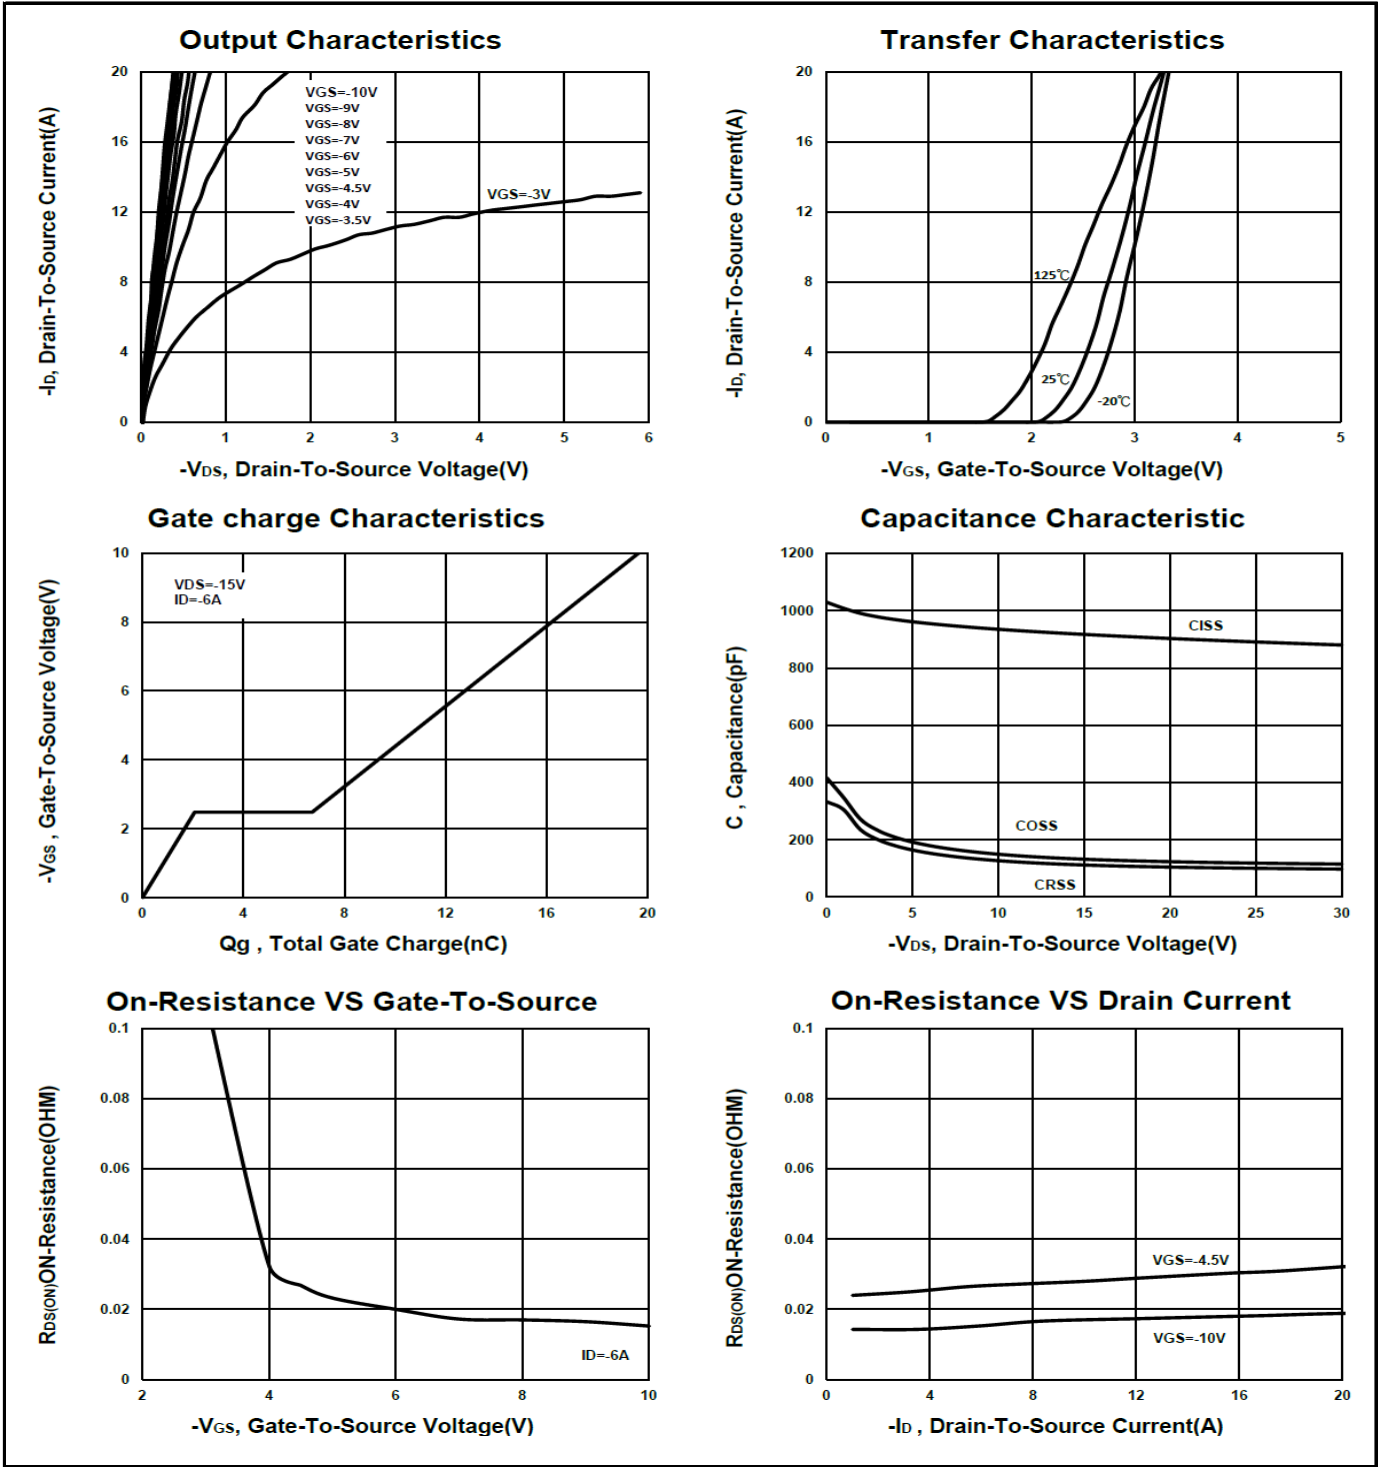 Output Characteristics
-ID, Drain-To-Source Current(A)
20
16
12
8
4
0
VGS=-10V
VGS=-9V
VGS=-8V
VGS=-7V
VGS=-6V
VGS=-5V
VGS=-4.5V
VGS=-4V
VGS=-3.5V
VGS=-3V
0 1 2 3 4 5 6
-VDS, Drain-To-Source Voltage(V)
Transfer Characteristics
-ID, Drain-To-Source Current(A)
20
16
12
8
4
0
125℃
25℃
-20℃
0 1 2 3 4 5
-VGS, Gate-To-Source Voltage(V)
Gate charge Characteristics
-VGS , Gate-To-Source Voltage(V)
10
8
6
4
2
0
VDS=-15V
ID=-6A
0 4 8 12 16 20
Qg , Total Gate Charge(nC)
Capacitance Characteristic
C , Capacitance(pF)
1200
1000
800
600
400
200
0
CISS
COSS
CRSS
0 5 10 15 20 25 30
-VDS, Drain-To-Source Voltage(V)
On-Resistance VS Gate-To-Source
RDS(ON)ON-Resistance(OHM)
0.1
0.08
0.06
0.04
0.02
0
ID=-6A
2 4 6 8 10
-VGS, Gate-To-Source Voltage(V)
On-Resistance VS Drain Current
RDS(ON)ON-Resistance(OHM)
0.1
0.08
0.06
0.04
0.02
0
VGS=-4.5V
VGS=-10V
0 4 8 12 16 20
-ID , Drain-To-Source Current(A)